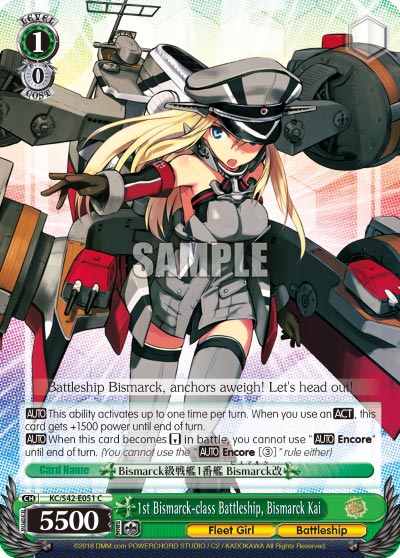 LEVEL
1
0
COST
SAMPLE
Battleship Bismarck, anchors aweigh! Let's head out!
AUTO This ability activates up to one time per turn. When you use an ACT, this
card gets +1500 power until end of turn.
AUTO When this card becomes in battle, you cannot use "AUTO Encore"
until end of turn. (You cannot use the "AUTO Encore [③]" rule either)
Card Name
Bismarck級戦艦1番艦 Bismarck改
CH KC/S42-E051 C
1st Bismarck-class Battleship, Bismarck Kai
5500
Fleet Girl
Battleship
©2018 DMM.com POWERCHORD STUDIO / C2 / KADOKAWA All Rights Reserved.